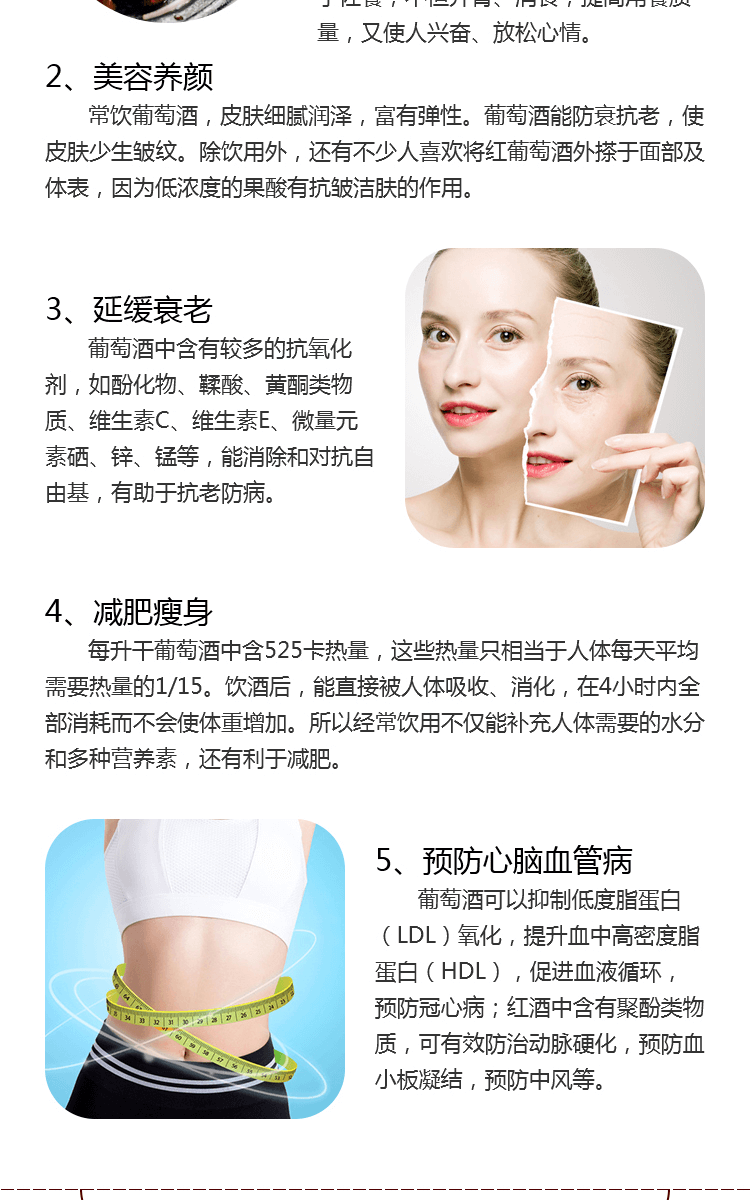 量，又使人兴奋、放松心情。
2、美容养颜
常饮葡萄酒，皮肤细腻润泽，富有弹性。葡萄酒能防衰抗老，使
皮肤少生皱纹。除饮用外，还有不少人喜欢将红葡萄酒外搽于面部及
体表，因为低浓度的果酸有抗皱洁肤的作用。
3、延缓衰老
葡萄酒中含有较多的抗氧化
剂，如酚化物、鞣酸、黄酮类物
质、维生素C、维生素E、微量元
素硒、锌、锰等，能消除和对抗自
由基，有助于抗老防病。
4、减肥瘦身
每升干葡萄酒中含525卡热量，这些热量只相当于人体每天平均
需要热量的1/15。饮酒后，能直接被人体吸收、消化，在4小时内全
部消耗而不会使体重增加。所以经常饮用不仅能补充人体需要的水分
和多种营养素，还有利于减肥。
5、预防心脑血管病
葡萄酒可以抑制低度脂蛋白
（LDL）氧化，提升血中高密度脂
蛋白（HDL），促进血液循环，
预防冠心病；红酒中含有聚酚类物
质，可有效防治动脉硬化，预防血
小板凝结，预防中风等。